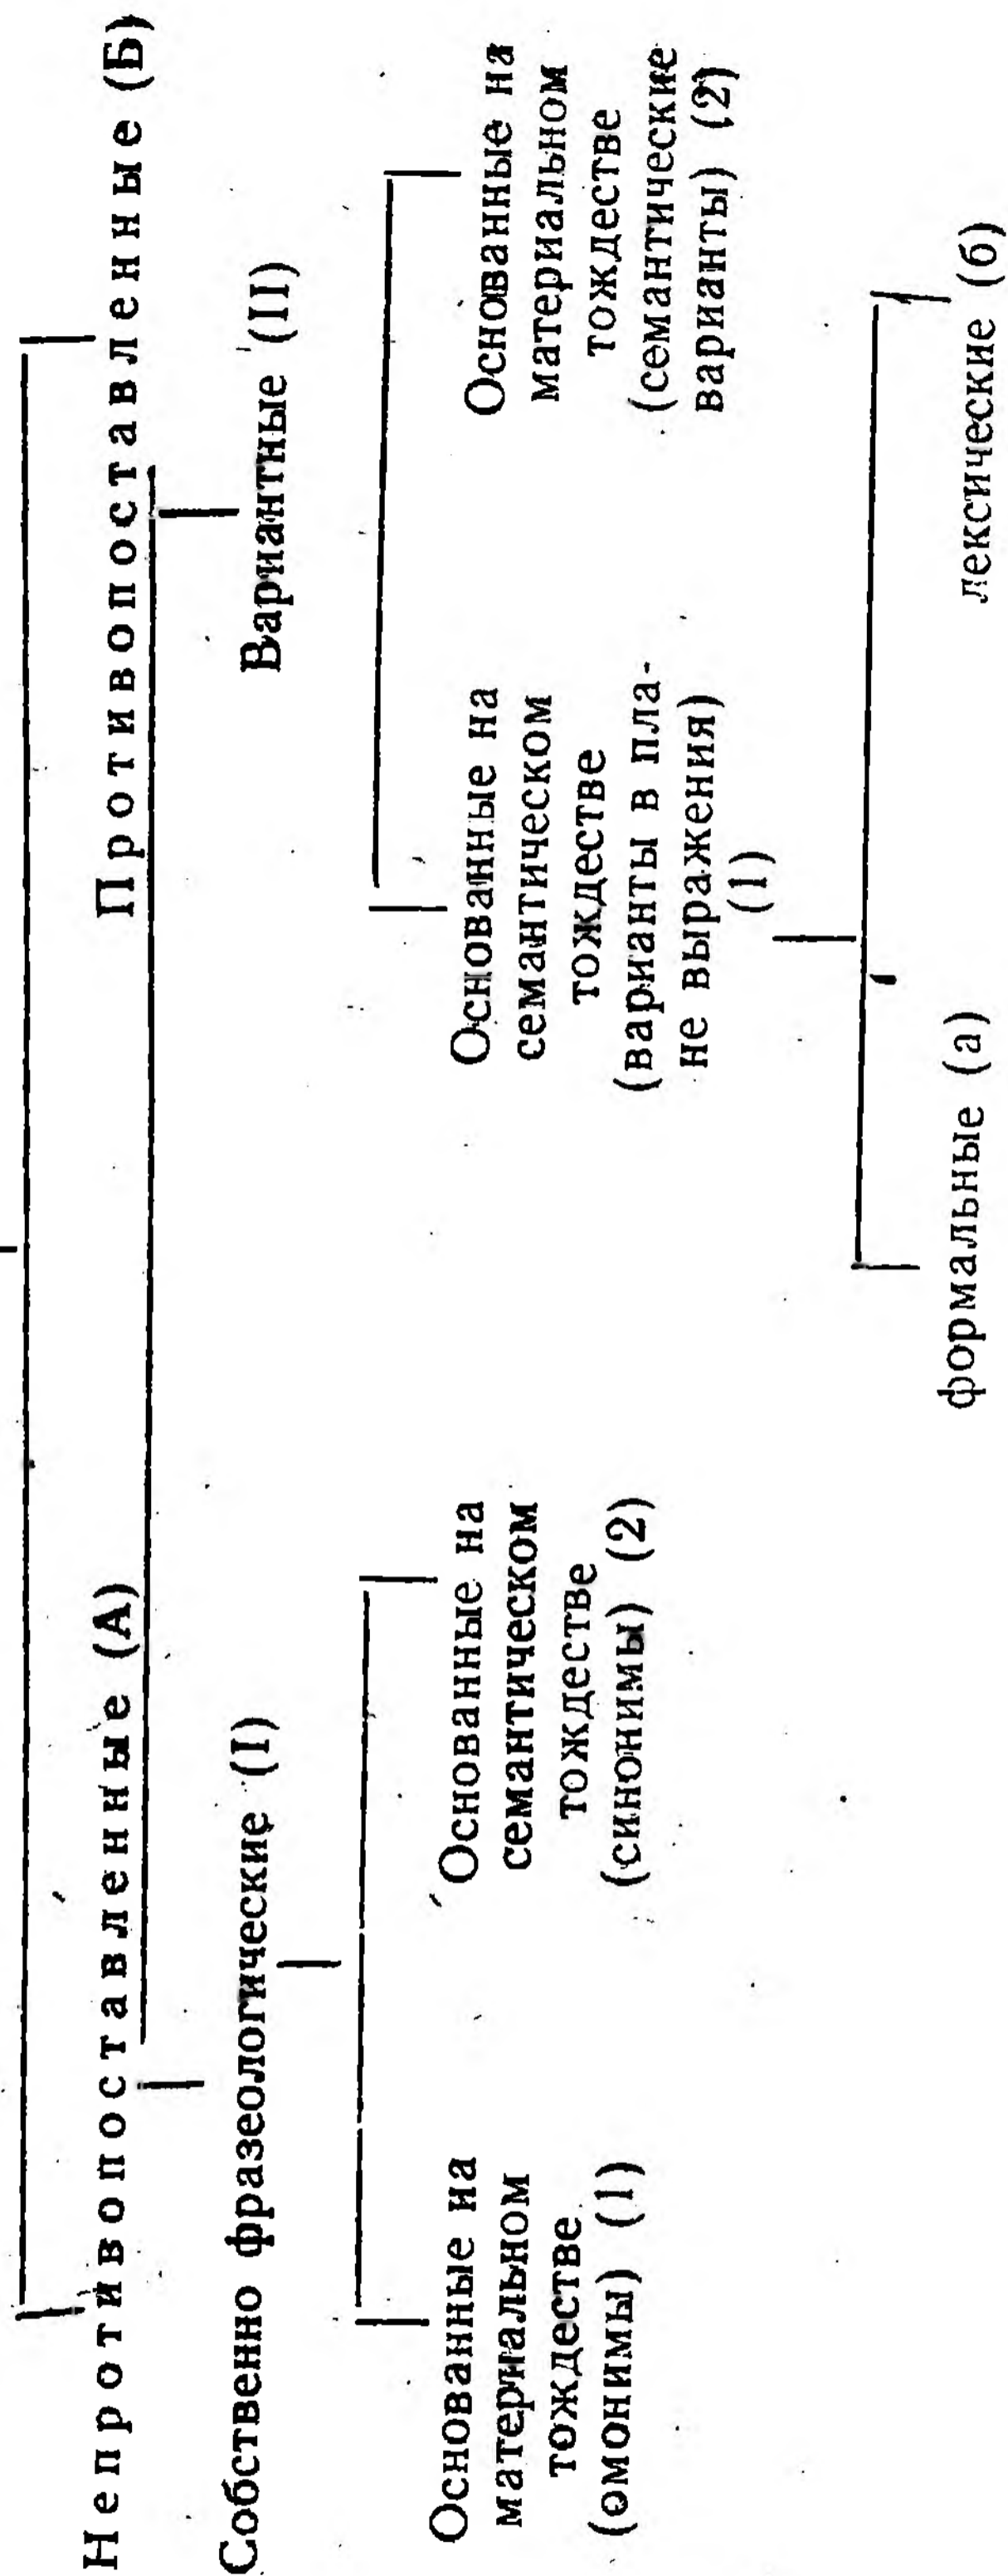 Непротивопоставленные (А)
Противопоставленные (Б)
Собственно фразеологические (I)
Вариантные (II)
Основанные на
материальном
тождестве
(омонимы) (1)
Основанные на
семантическом
тождестве
(синонимы) (2)
Основанные на
семантическом
тождестве
(варианты в пла-
не выражения)
(1)
Основанные на
материальном
тождестве
(семантические
варианты) (2)
формальные (а)
лексические (б)